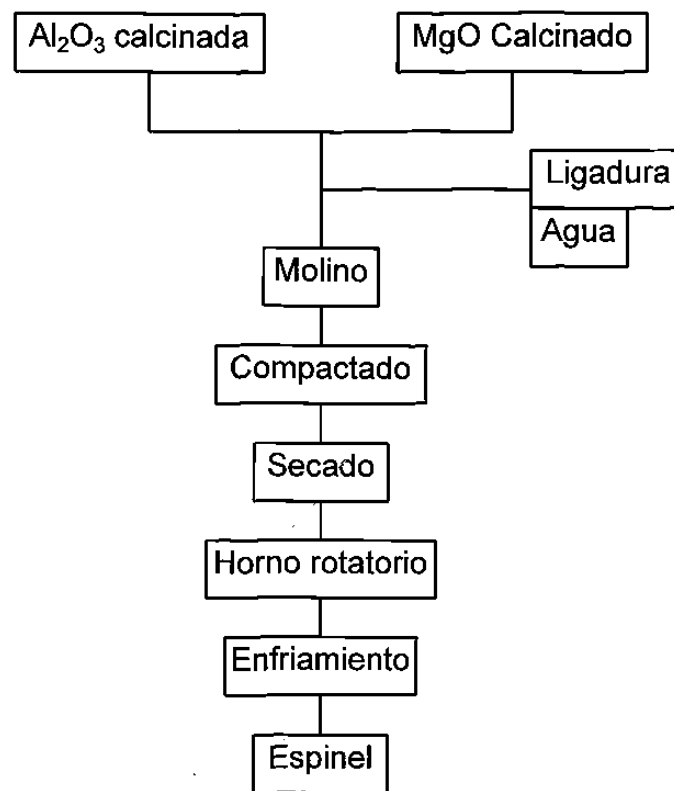 Al₂O₃ calcinada
MgO Calcinado
Ligadura
Agua
Molino
Compactado
Secado
Horno rotatorio
Enfriamiento
Espinel